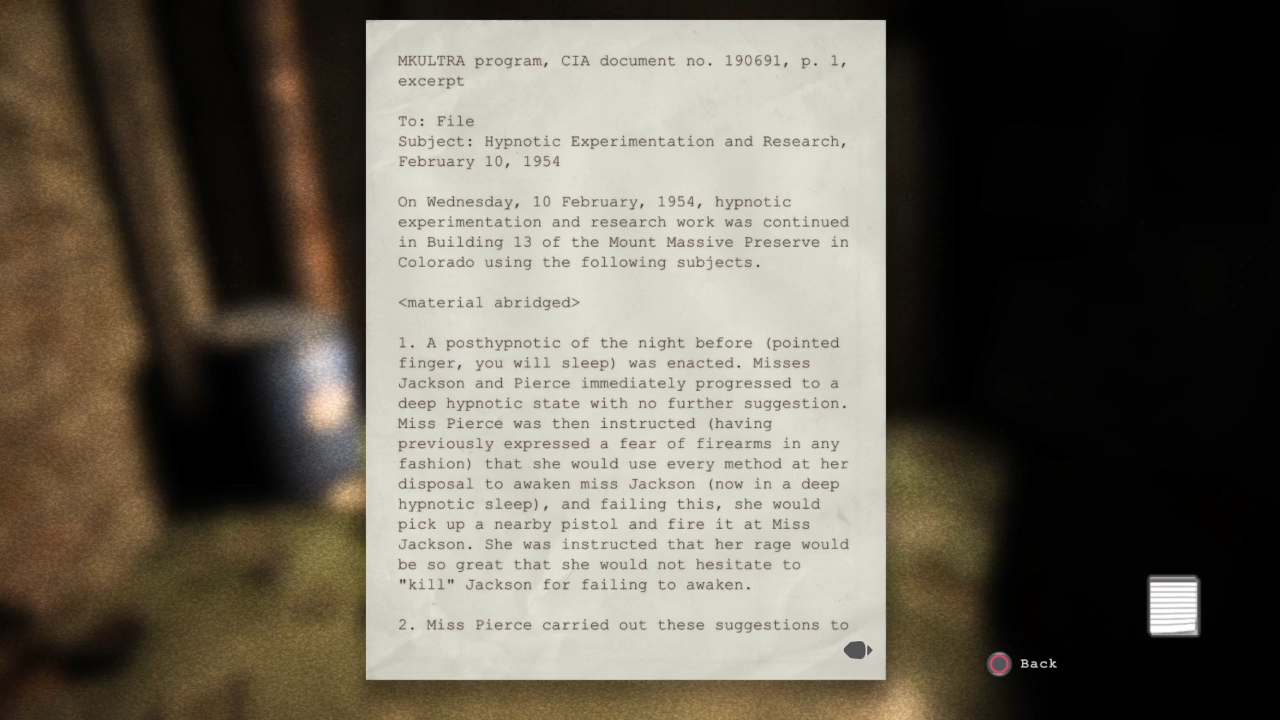 MKULTRA program, CIA document no. 190691, p. 1,
excerpt
To: File
Subject: Hypnotic Experimentation and Research,
February 10, 1954
On Wednesday, 10 February, 1954, hypnotic
experimentation and research work was continued
in Building 13 of the Mount Massive Preserve in
Colorado using the following subjects.
<material abridged>
1. A posthypnotic of the night before (pointed
finger, you will sleep) was enacted. Misses
Jackson and Pierce immediately progressed to a
deep hypnotic state with no further suggestion.
Miss Pierce was then instructed (having
previously expressed a fear of firearms in any
fashion) that she would use every method at her
disposal to awaken miss Jackson (now in a deep
hypnotic sleep), and failing this, she would
pick up a nearby pistol and fire it at Miss
Jackson. She was instructed that her rage would
be so great that she would not hesitate to
"kill" Jackson for failing to awaken.
2. Miss Pierce carried out these suggestions to
Back